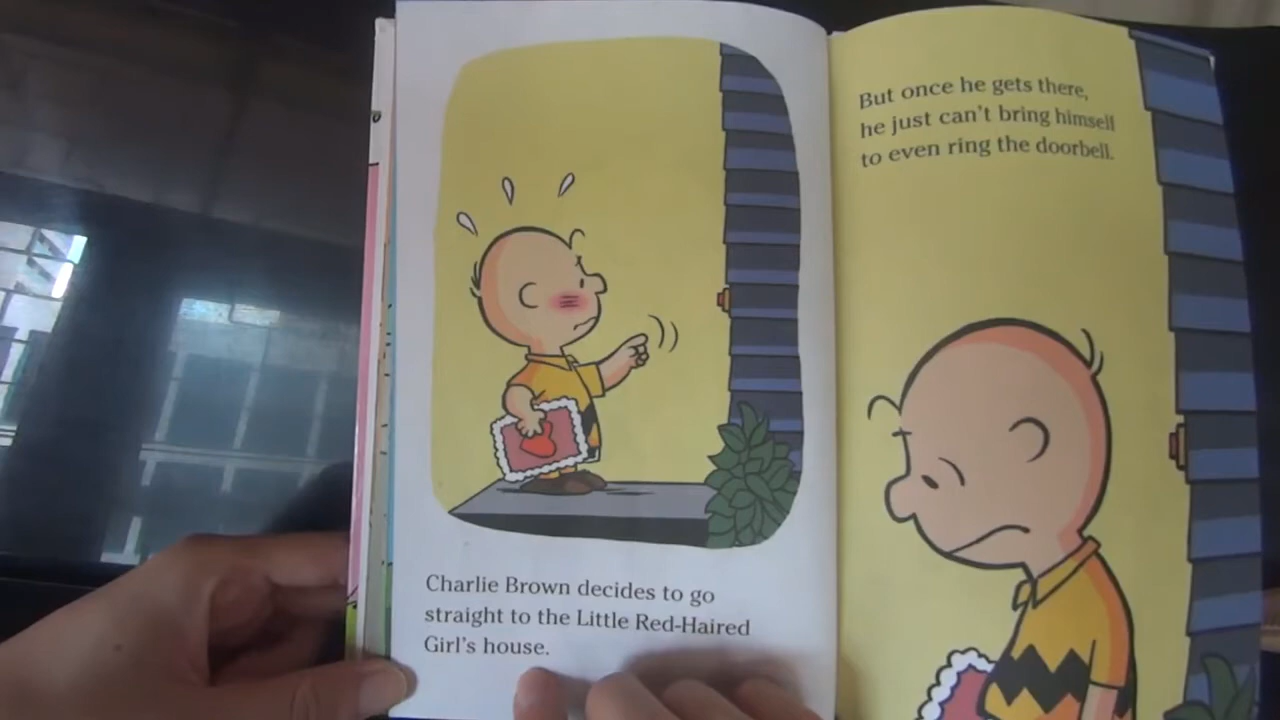 Charlie Brown decides to go
straight to the Little Red-Haired
Girl's house.
But once he gets there,
he just can't bring himself
to even ring the doorbell.